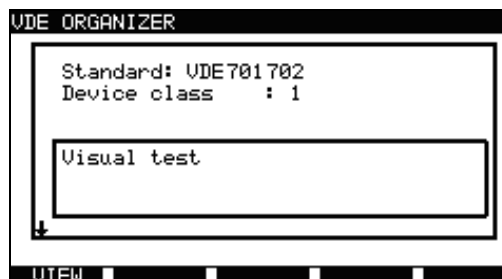 VDE ORGANIZER
Standard: VDE701702
Device class : 1
Visual test
VIEW